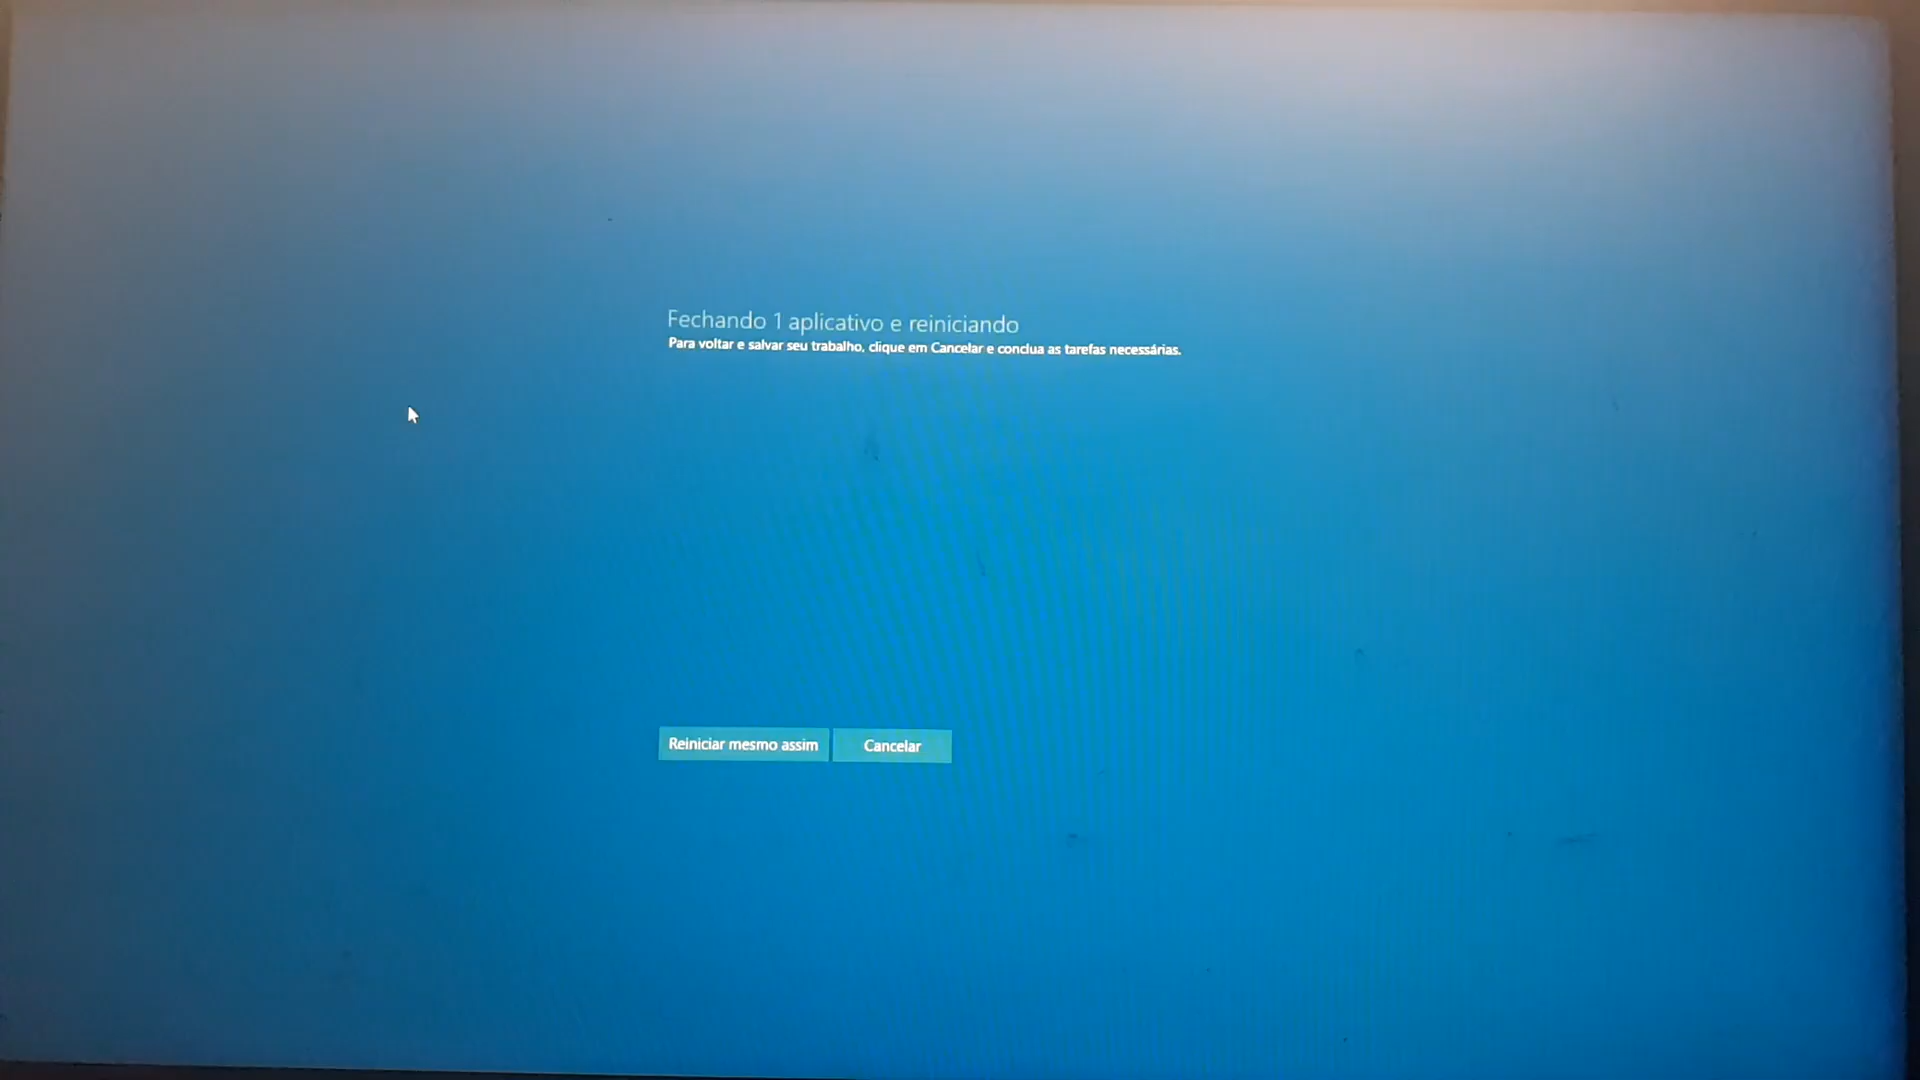 Fechando 1 aplicativo e reiniciando
Para voltar e salvar seu trabalho, clique em Cancelar e conclua as tarefas necessárias.
Reiniciar mesmo assim
Cancelar